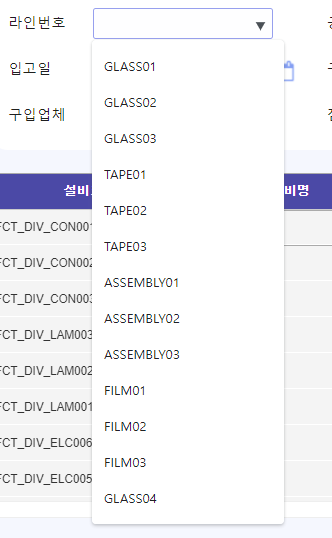 라인번호
입고일
구입업체
GLASS01
GLASS02
GLASS03
TAPE01
TAPE02
TAPE03
ASSEMBLY01
ASSEMBLY02
ASSEMBLY03
FILM01
FILM02
FILM03
GLASS04
설비
비명
FCT_DIV_CON001
FCT_DIV_CON002
FCT_DIV_CON003
FCT_DIV_LAM003
FCT_DIV_LAM002
FCT_DIV_LAM001
FCT_DIV_ELC006
FCT_DIV_ELC005